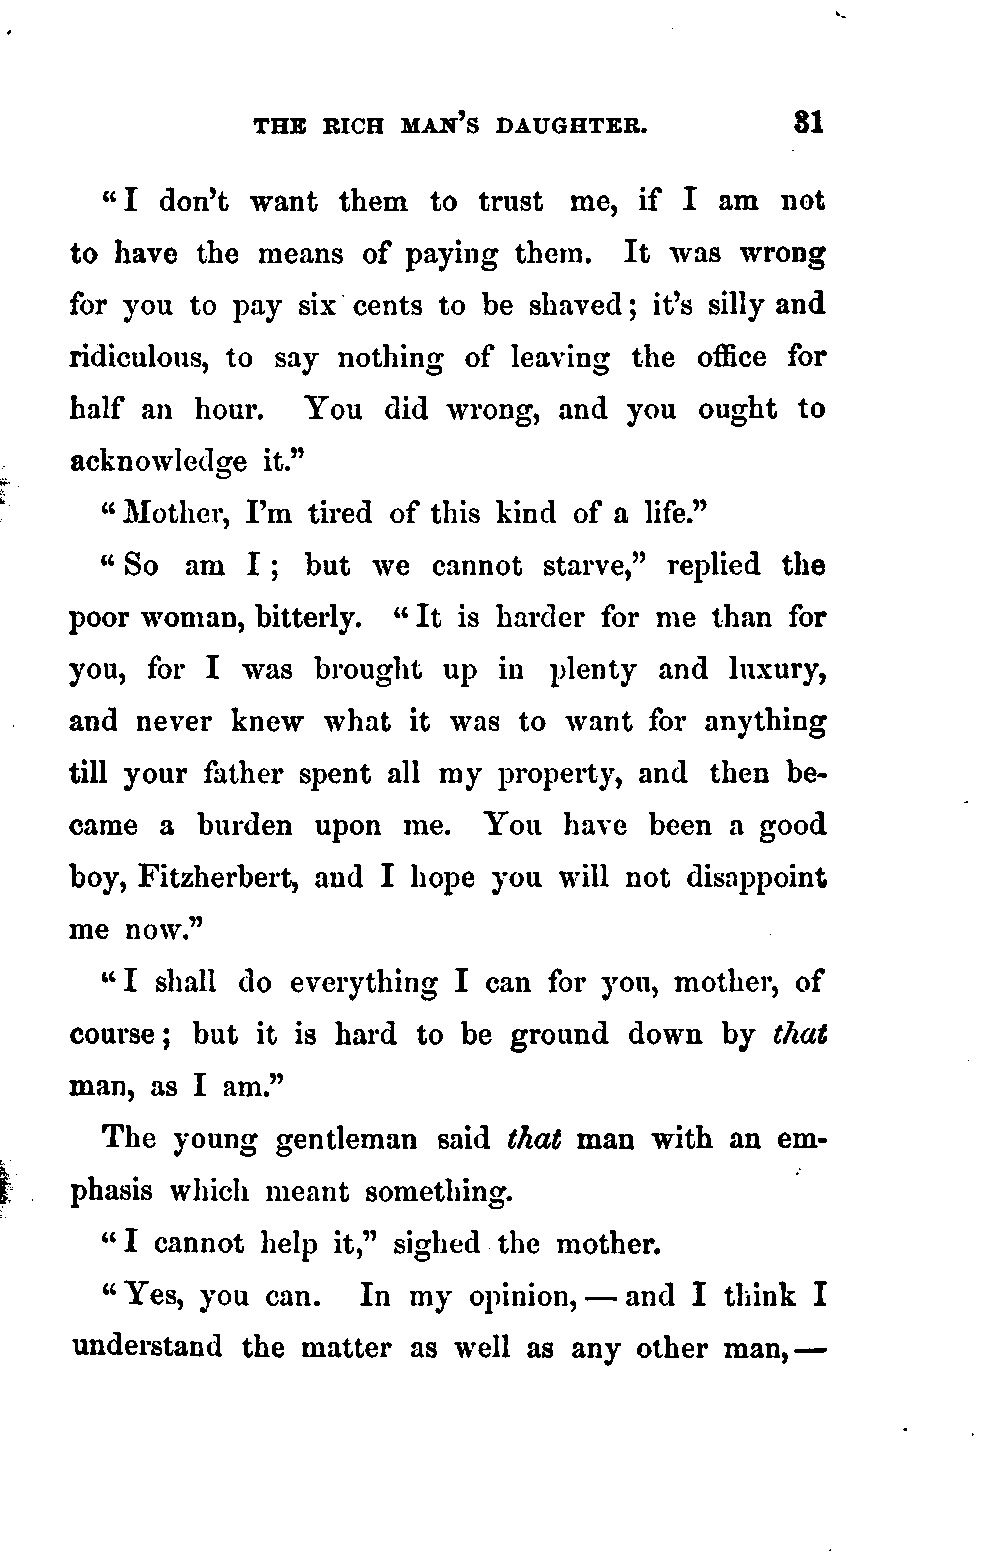 THE RICH MAN'S DAUGHTER. 31
"I don't want them to trust me, if I am not
to have the means of paying them. It was wrong
for you to pay six cents to be shaved; it's silly and
ridiculous, to say nothing of leaving the office for
half an hour. You did wrong, and you ought to
acknowledge it."
"Mother, I'm tired of this kind of a life."
"So am I; but we cannot starve," replied the
poor woman, bitterly. "It is harder for me than for
you, for I was brought up in plenty and luxury,
and never knew what it was to want for anything
till your father spent all my property, and then be-
came a burden upon me. You have been a good
boy, Fitzherbert, and I hope you will not disappoint
me now."
"I shall do everything I can for you, mother, of
course; but it is hard to be ground down by that
man, as I am."
The young gentleman said that man with an em-
phasis which meant something.
"I cannot help it," sighed the mother.
"Yes, you can. In my opinion, — and I think I
understand the matter as well as any other man, —